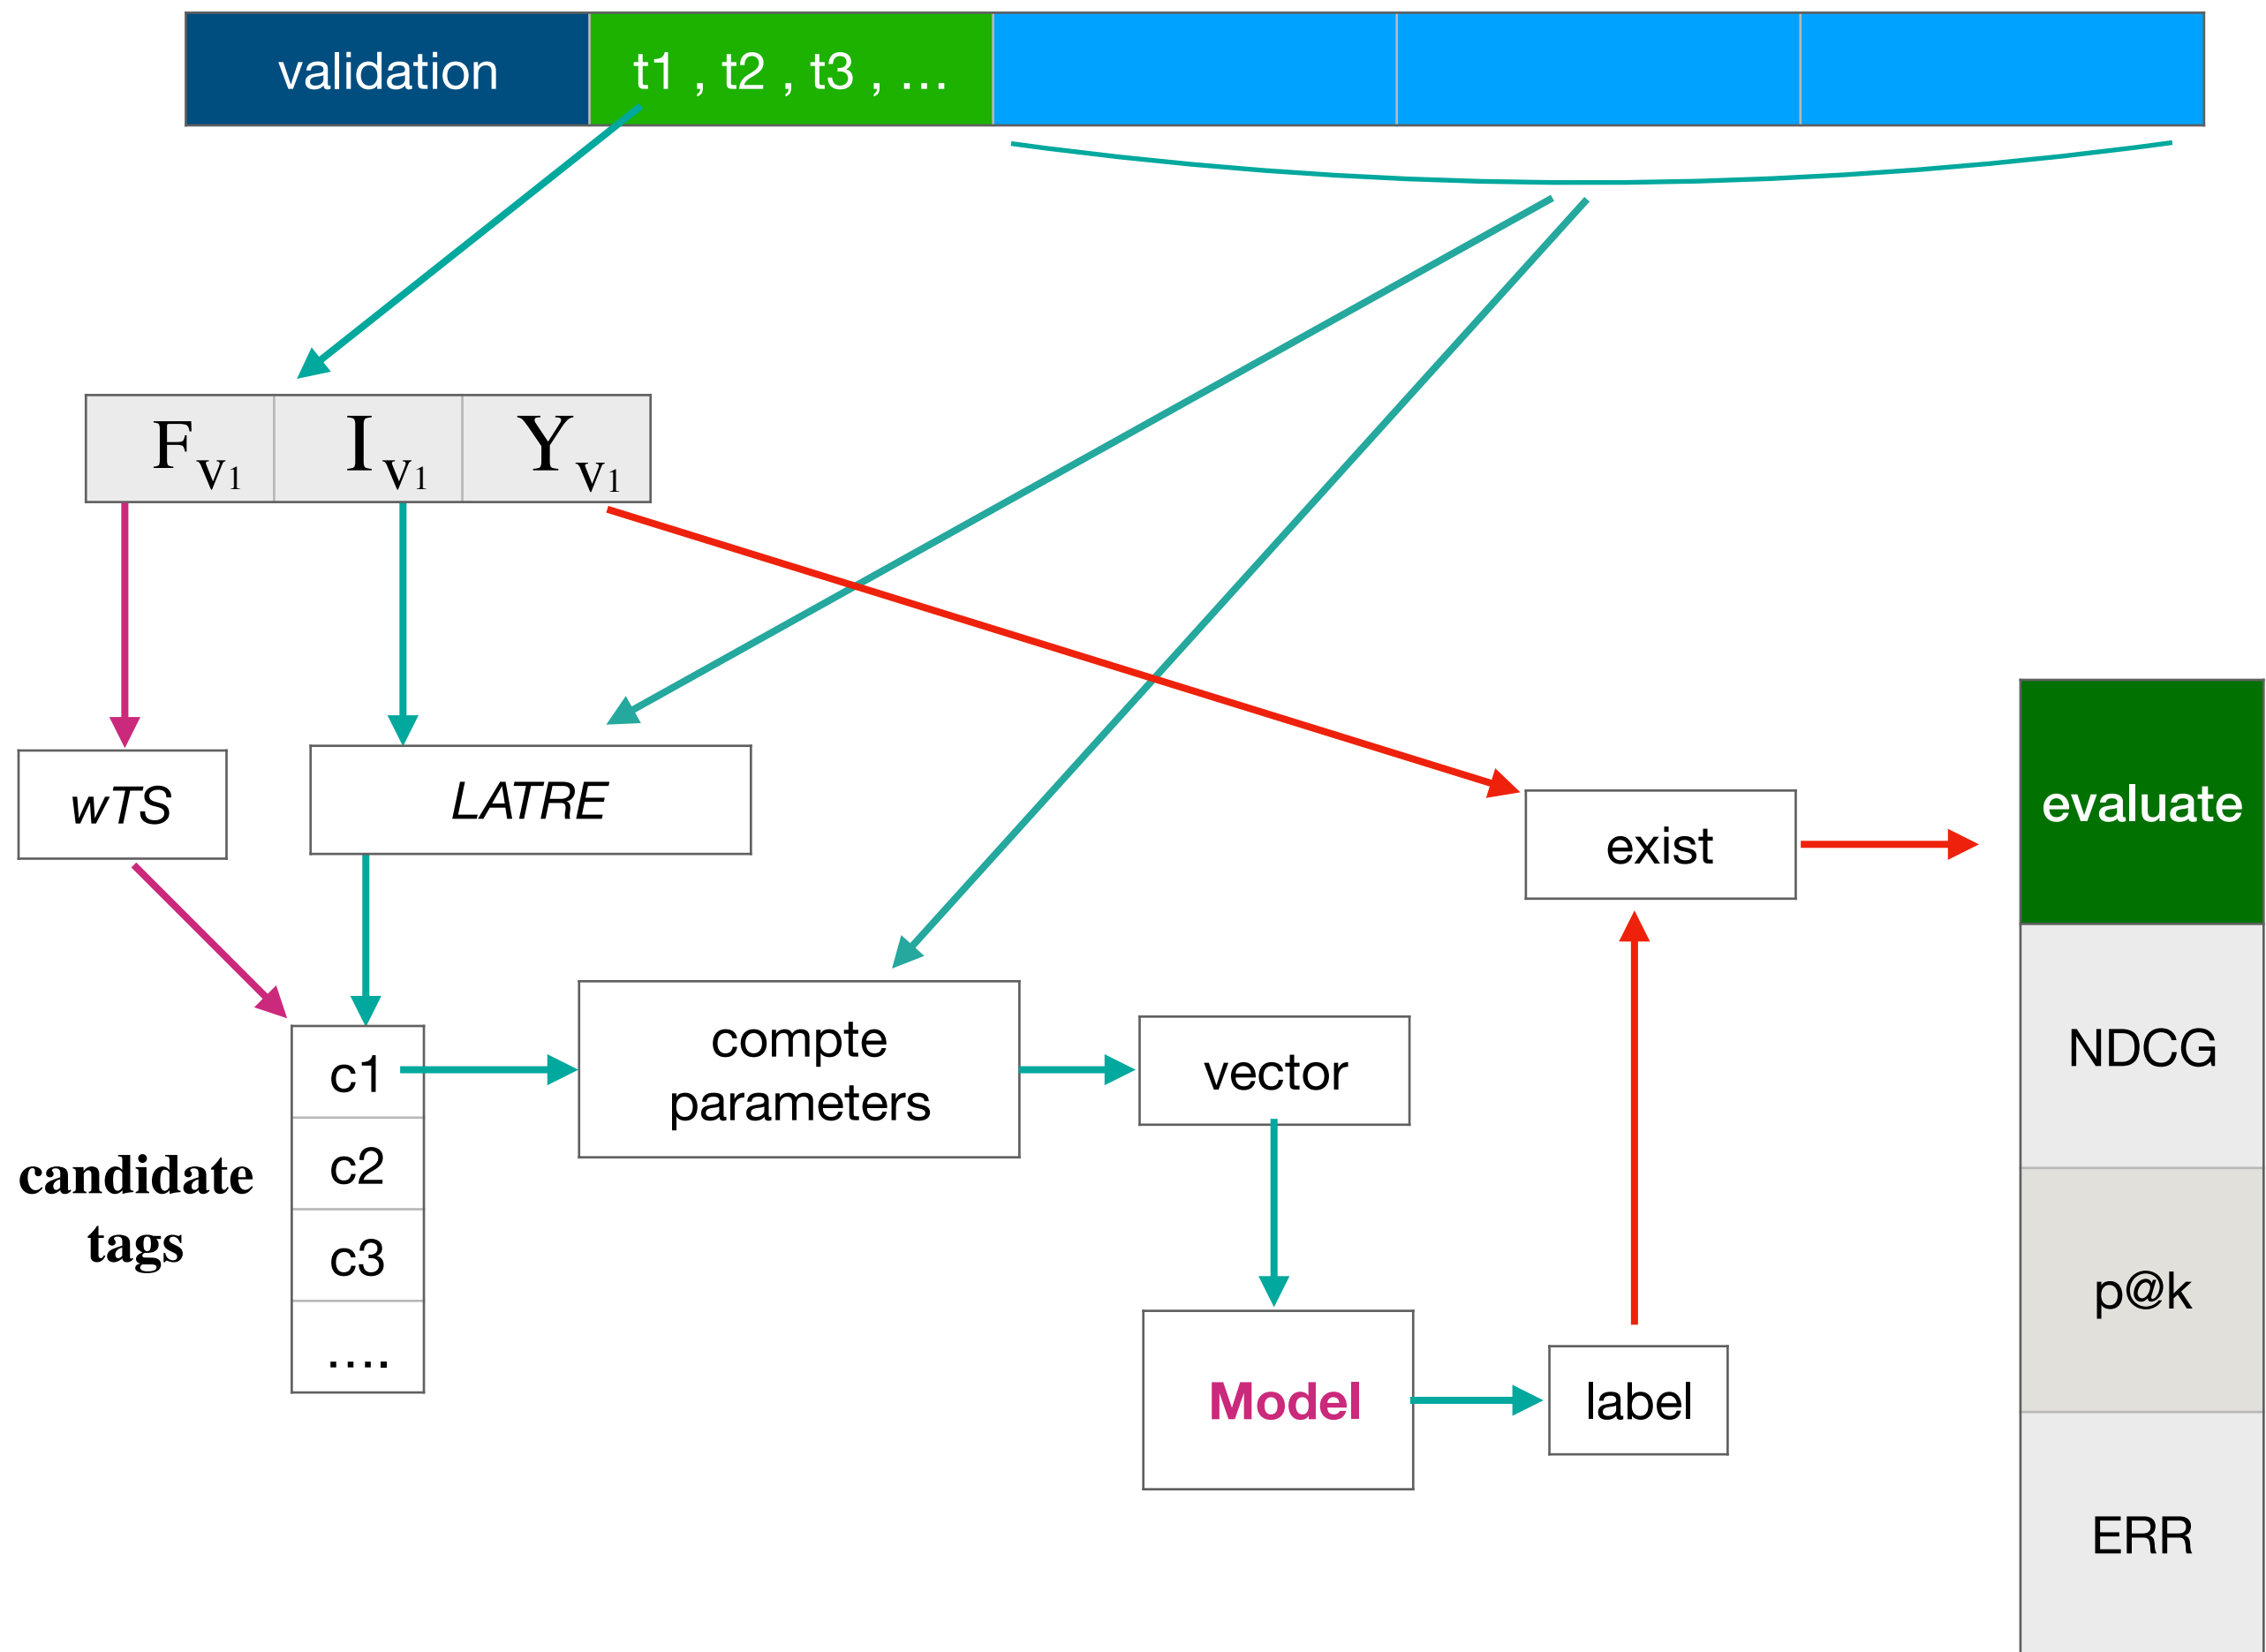 validation
t1 , t2 , t3 , ...
F v1
I v1
Y v1
wTS
LATRE
exist
evaluate
candidate
tags
c1
c2
c3
....
compte
parameters
vector
Model
label
NDCG
p@k
ERR